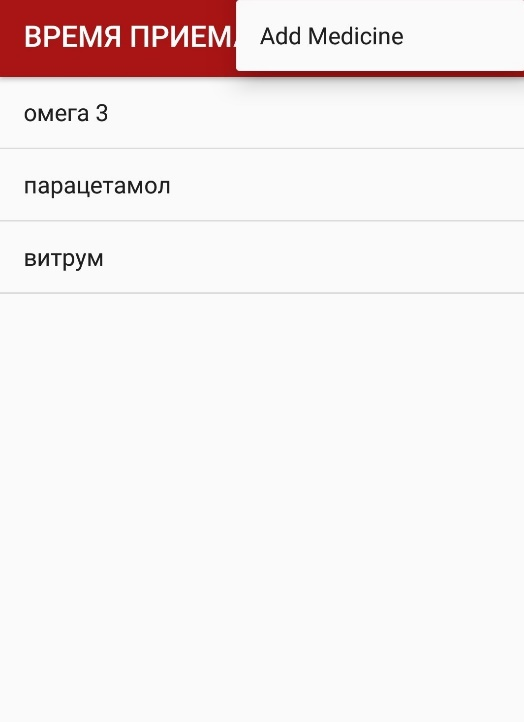 ВРЕМЯ ПРИЕМ
Add Medicine
омега 3
парацетамол
витрум